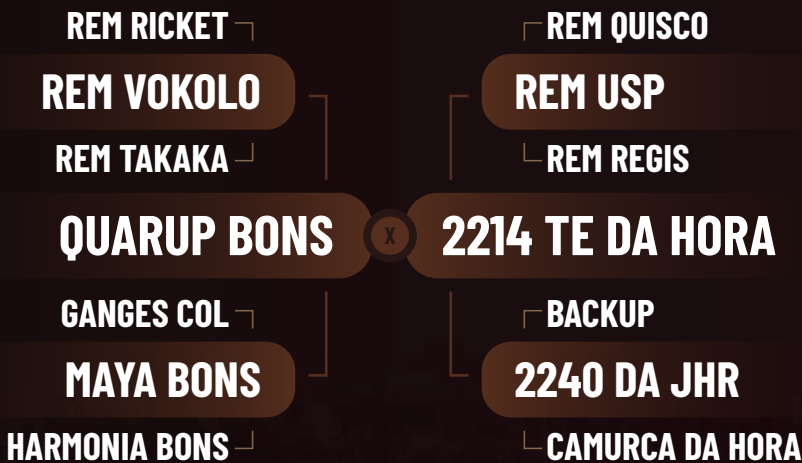 REM RICKET
REM QUISCO
REM VOKOLO
REM USP
REM TAKAKA
REM REGIS
QUARUP BONS
X
2214 TE DA HORA
GANGES COL
BACKUP
MAYA BONS
2240 DA JHR
HARMONIA BONS
CAMURCA DA HORA